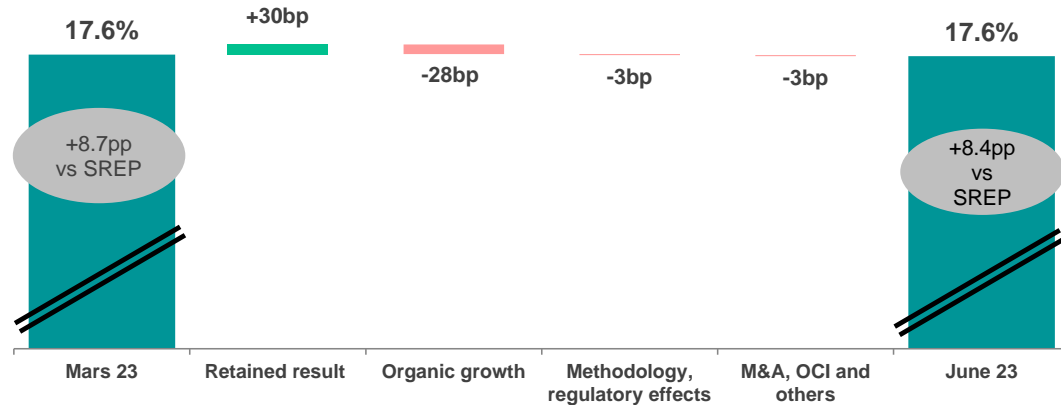 17.6%
+30bp
-28bp
-3bp
-3bp
17.6%
+8.7pp
vs SREP
+8.4pp
vs
SREP
Mars 23
Retained result
Organic growth
Methodology,
regulatory effects
M&A, OCI and
others
June 23